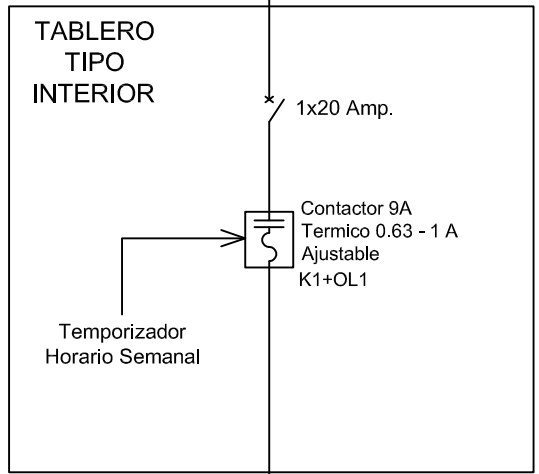 TABLERO
TIPO
INTERIOR
1x20 Amp.
Contactor 9A
Termico 0.63 - 1 A
Ajustable
K1+OL1
Temporizador
Horario Semanal